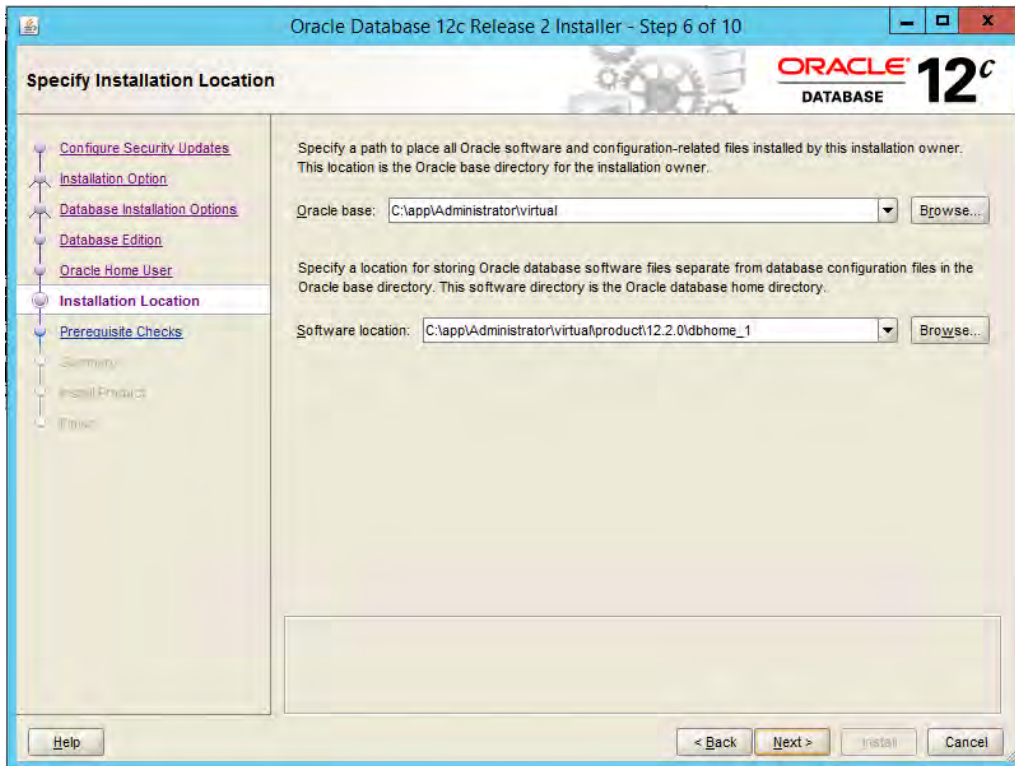 Oracle Database 12c Release 2 Installer - Step 6 of 10
Specify Installation Location
ORACLE
DATABASE
12c
Configure Security Updates
Installation Option
Database Installation Options
Database Edition
Oracle Home User
Installation Location
Prerequisite Checks
Summary
Install Product
Finish
Specify a path to place all Oracle software and configuration-related files installed by this installation owner.
This location is the Oracle base directory for the installation owner.
Oracle base: C:\app\Administrator\virtual Browse...
Specify a location for storing Oracle database software files separate from database configuration files in the
Oracle base directory. This software directory is the Oracle database home directory.
Software location: C:\app\Administrator\virtual\product\12.2.0\dbhome_1 Browse...
Help < Back Next > Install Cancel